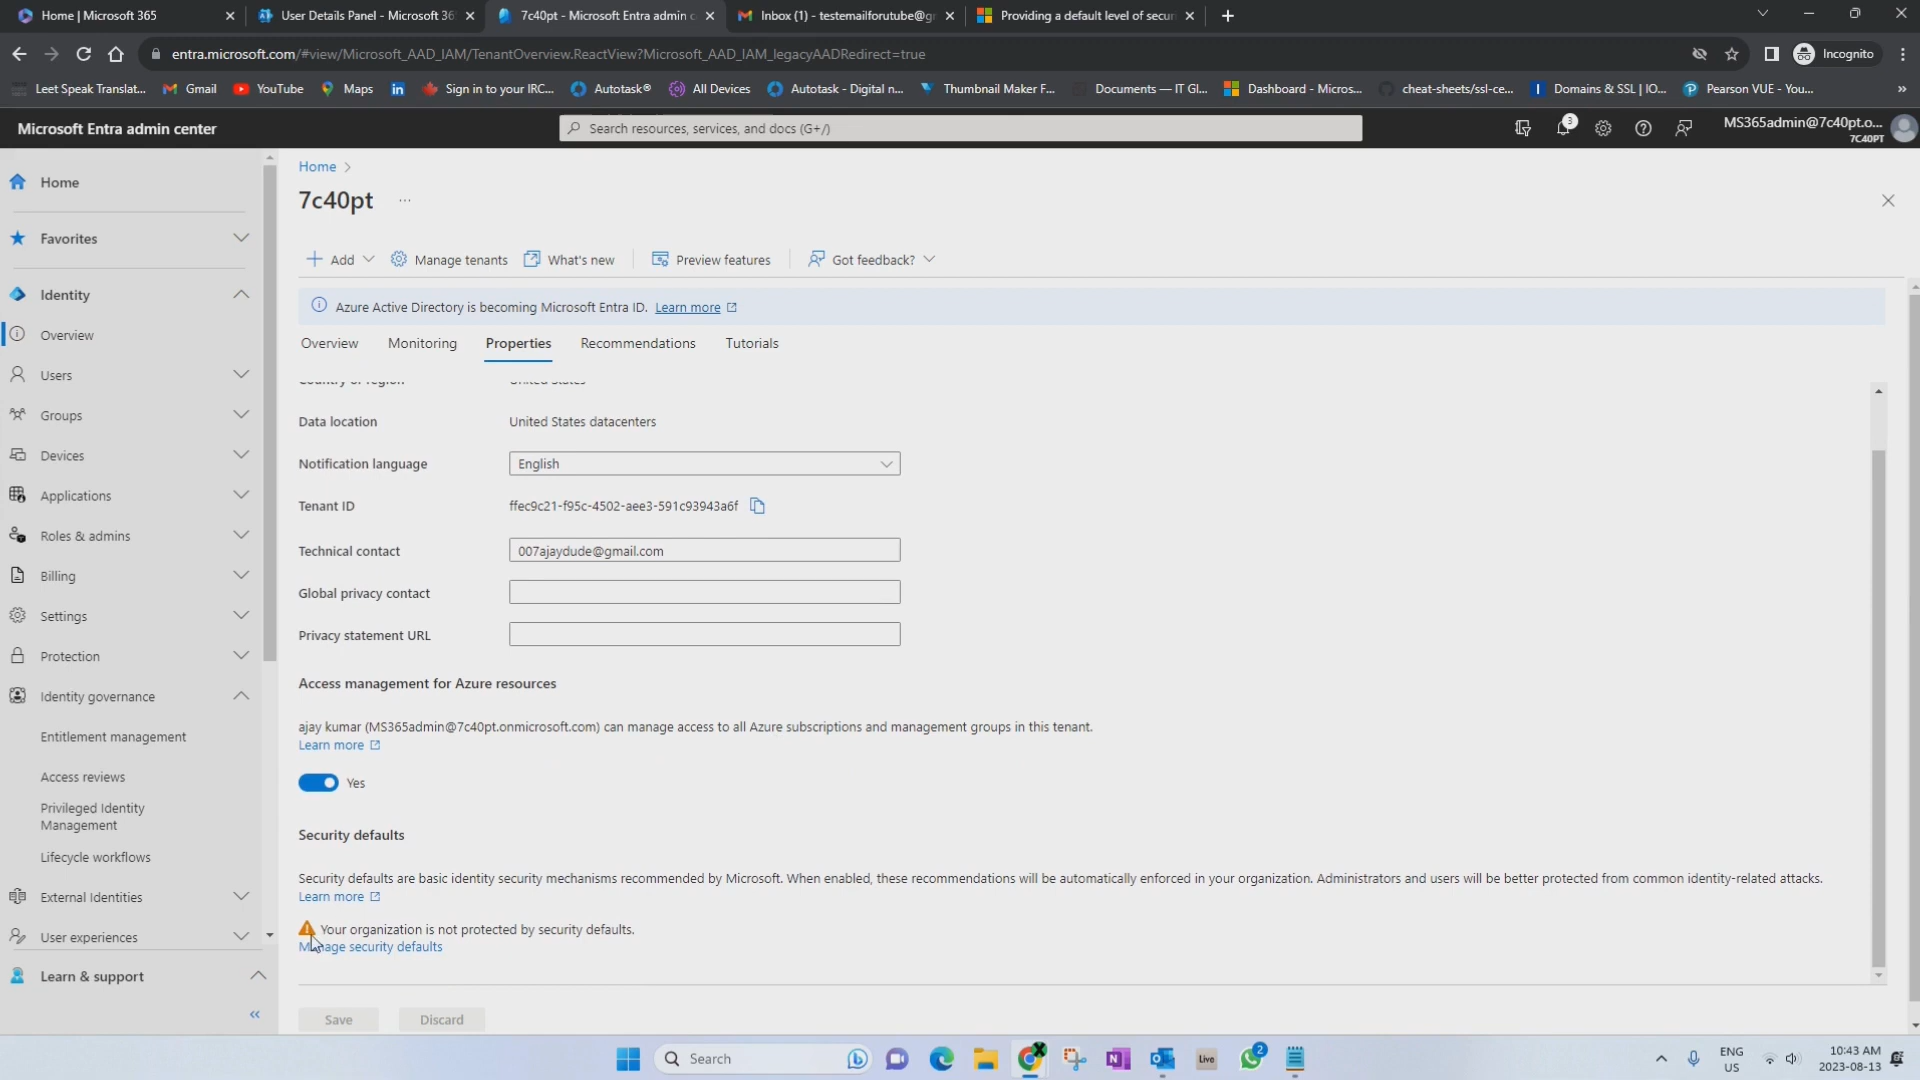 Home | Microsoft 365
User Details Panel - Microsoft 36
7c40pt - Microsoft Entra admin c
Inbox (1) - testemailforutube@g
Providing a default level of secur
entra.microsoft.com/#view/Microsoft_AAD_IAM/TenantOverview.ReactView?Microsoft_AAD_IAM_legacyAADRedirect=true
Incognito
Leet Speak Translat...
Gmail
YouTube
Maps
Sign in to your IRC...
Autotask®
All Devices
Autotask - Digital n...
Thumbnail Maker F...
Documents — IT Gl...
Dashboard - Micros...
cheat-sheets/ssl-ce...
Domains & SSL | IO...
Pearson VUE - You...
Microsoft Entra admin center
Search resources, services, and docs (G+/)
3
MS365admin@7c40pt.o...
7C40PT
Home
Favorites
Identity
Overview
Users
Groups
Devices
Applications
Roles & admins
Billing
Settings
Protection
Identity governance
Entitlement management
Access reviews
Privileged Identity
Management
Lifecycle workflows
External Identities
User experiences
Learn & support
Home
7c40pt
Add
Manage tenants
What's new
Preview features
Got feedback?
Azure Active Directory is becoming Microsoft Entra ID. Learn more
Overview
Monitoring
Properties
Recommendations
Tutorials
Country or region United States
Data location United States datacenters
Notification language English
Tenant ID ffec9c21-f95c-4502-aee3-591c93943a6f
Technical contact 007ajaydude@gmail.com
Global privacy contact
Privacy statement URL
Access management for Azure resources
ajay kumar (MS365admin@7c40pt.onmicrosoft.com) can manage access to all Azure subscriptions and management groups in this tenant.
Learn more
Yes
Security defaults
Security defaults are basic identity security mechanisms recommended by Microsoft. When enabled, these recommendations will be automatically enforced in your organization. Administrators and users will be better protected from common identity-related attacks.
Learn more
Your organization is not protected by security defaults.
Manage security defaults
Save
Discard
Search
Live
2
ENG
US
10:43 AM
2023-08-13